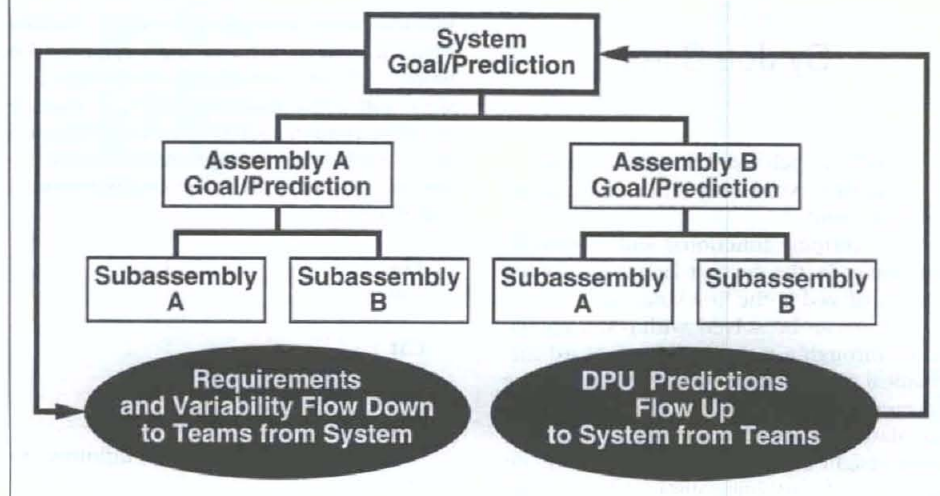 System
Goal/Prediction
Assembly A
Goal/Prediction
Assembly B
Goal/Prediction
Subassembly
A
Subassembly
B
Subassembly
A
Subassembly
B
Requirements
and Variability Flow Down
to Teams from System
DPU Predictions
Flow Up
to System from Teams